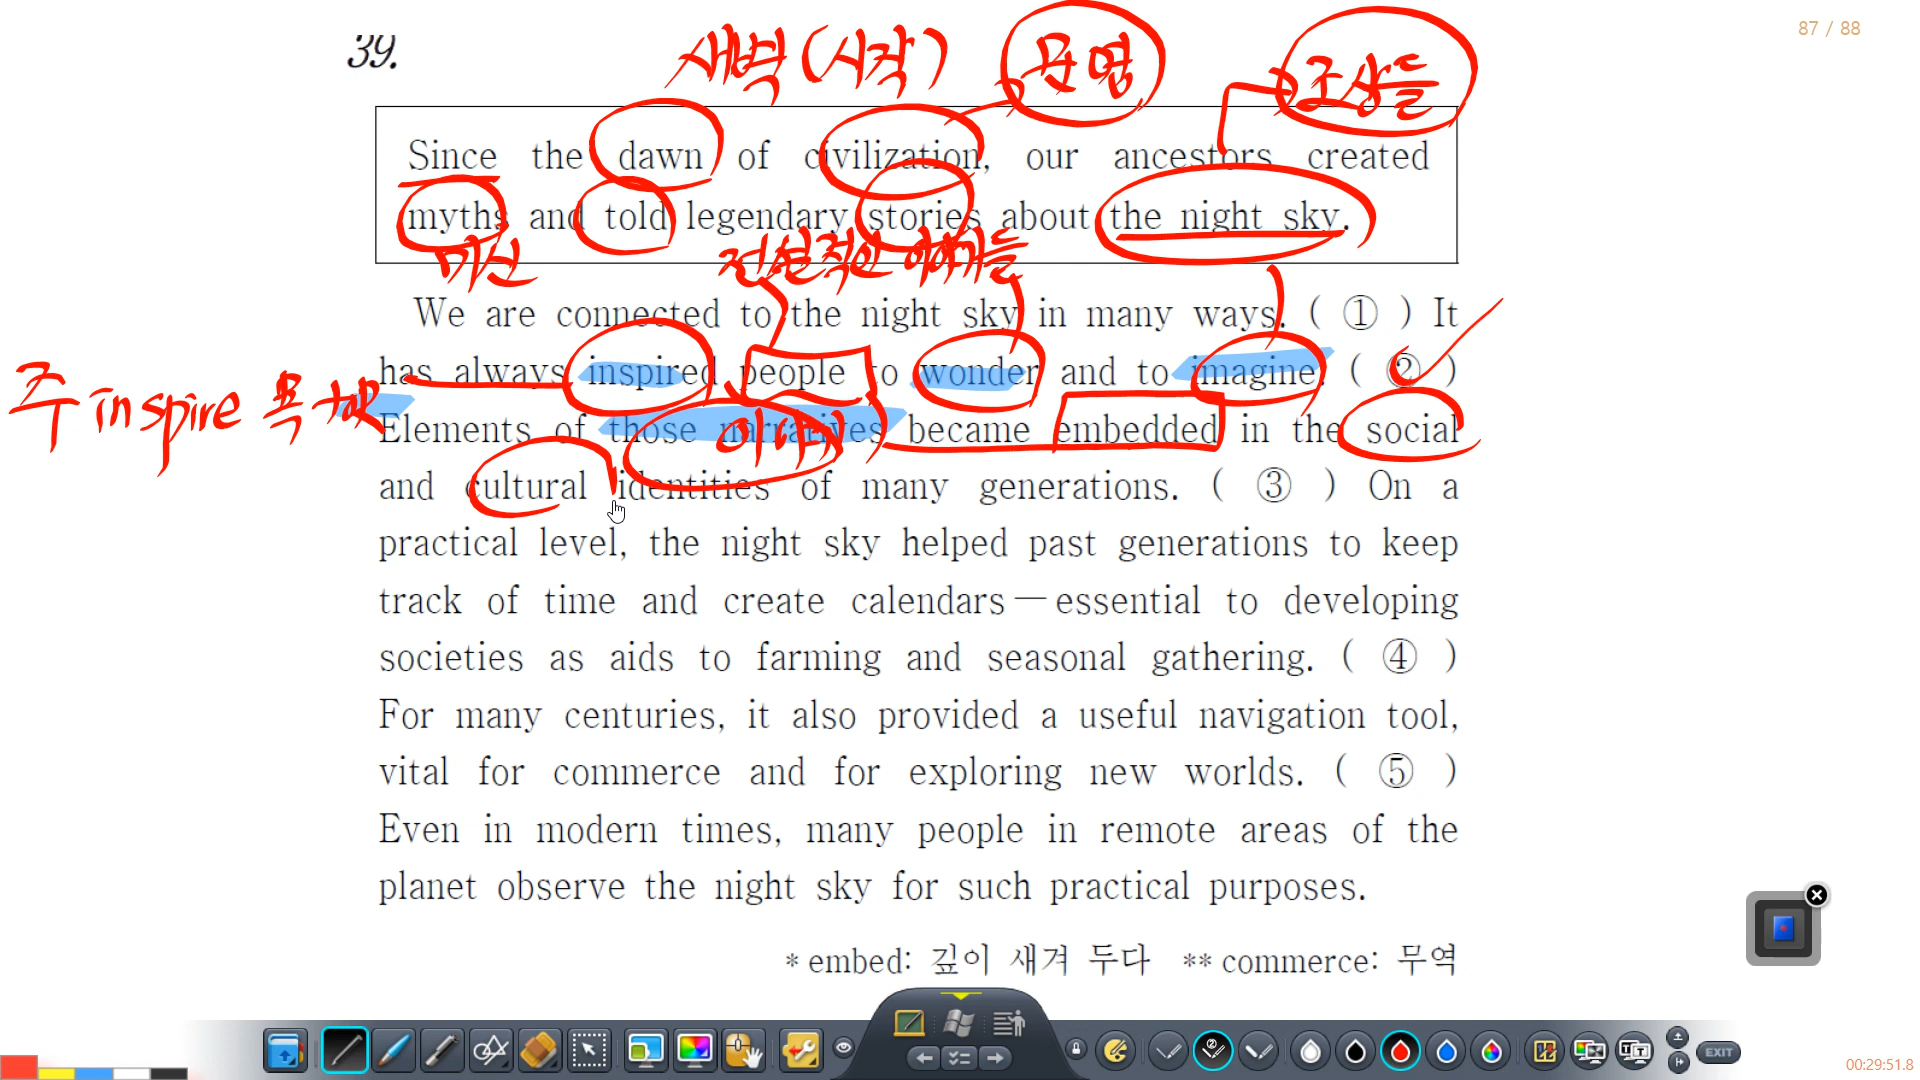 87 / 88
39.
새벽 (시작)
문명
조상들
Since the dawn of civilization, our ancestors created
myths and told legendary stories about the night sky.
미신
전설적인 이야기들
We are connected to the night sky in many ways. ( ① ) It
has always inspired people to wonder and to imagine. ( ② )
주 inspire 목
Elements of those narratives became embedded in the social
이야기
and cultural identities of many generations. ( ③ ) On a
practical level, the night sky helped past generations to keep
track of time and create calendars — essential to developing
societies as aids to farming and seasonal gathering. ( ④ )
For many centuries, it also provided a useful navigation tool,
vital for commerce and for exploring new worlds. ( ⑤ )
Even in modern times, many people in remote areas of the
planet observe the night sky for such practical purposes.
* embed: 깊이 새겨 두다 ** commerce: 무역
EXIT
00:29:51.8